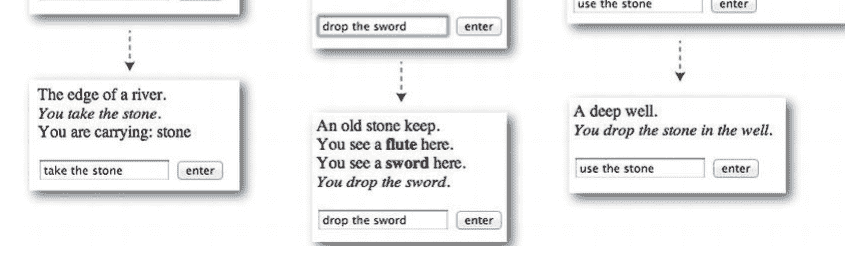 drop the sword
enter
use the stone
enter
The edge of a river.
You take the stone.
You are carrying: stone
take the stone
enter
An old stone keep.
You see a flute here.
You see a sword here.
You drop the sword.
drop the sword
enter
A deep well.
You drop the stone in the well.
use the stone
enter